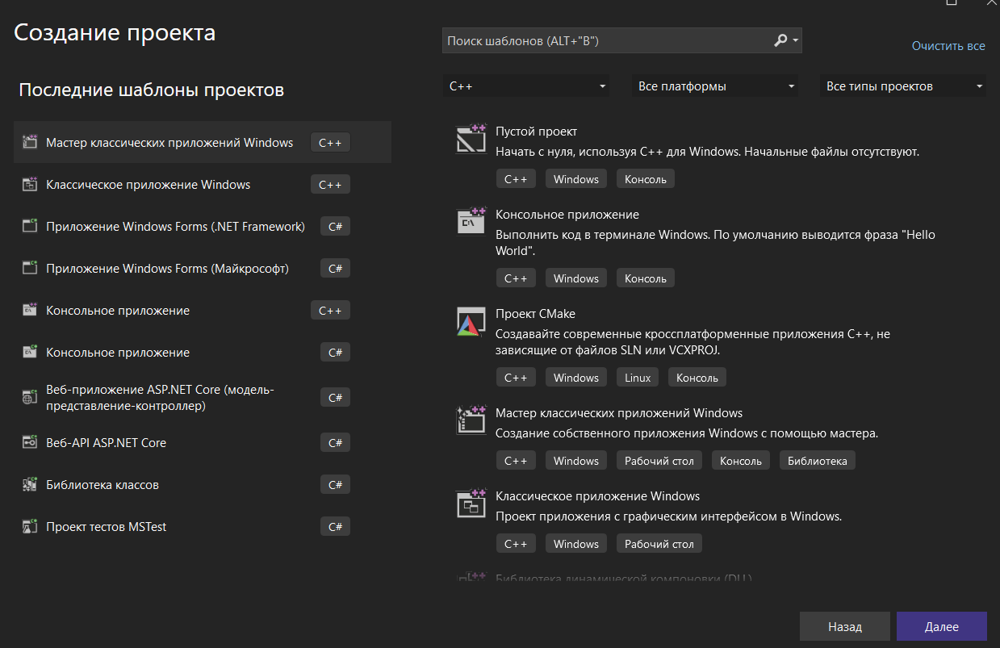 Создание проекта
Поиск шаблонов (ALT+"B")
Очистить все
Последние шаблоны проектов
C++
Все платформы
Все типы проектов
Мастер классических приложений Windows
C++
Классическое приложение Windows
C++
Приложение Windows Forms (.NET Framework)
C#
Приложение Windows Forms (Майкрософт)
C#
Консольное приложение
C++
Консольное приложение
C#
Веб-приложение ASP.NET Core (модель-
представление-контроллер)
C#
Веб-API ASP.NET Core
C#
Библиотека классов
C#
Проект тестов MSTest
C#
Пустой проект
Начать с нуля, используя C++ для Windows. Начальные файлы отсутствуют.
C++ Windows Консоль
Консольное приложение
Выполнить код в терминале Windows. По умолчанию выводится фраза "Hello
World".
C++ Windows Консоль
Проект CMake
Создавайте современные кроссплатформенные приложения C++, не
зависящие от файлов SLN или VCXPROJ.
C++ Windows Linux Консоль
Мастер классических приложений Windows
Создание собственного приложения Windows с помощью мастера.
C++ Windows Рабочий стол Консоль Библиотека
Классическое приложение Windows
Проект приложения с графическим интерфейсом в Windows.
C++ Windows Рабочий стол
Библиотека динамической компоновки (DLL)
Назад
Далее